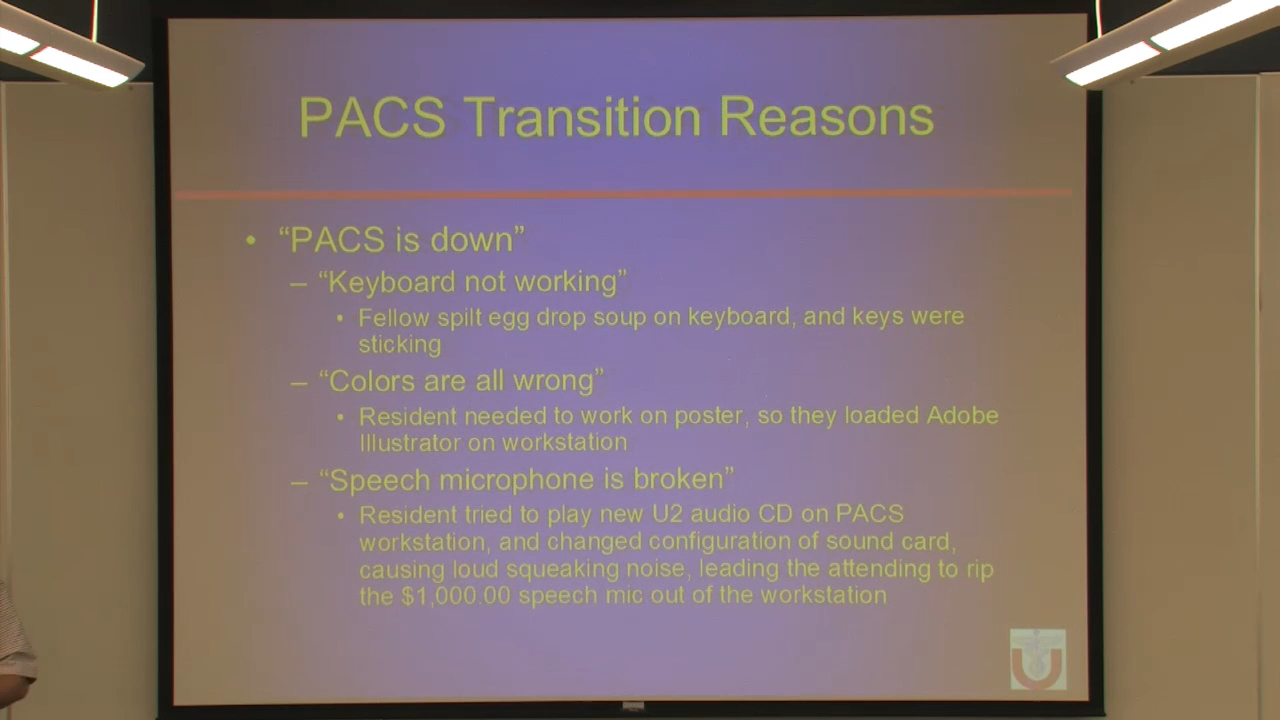 PACS Transition Reasons
• “PACS is down”
– “Keyboard not working”
• Fellow spilt egg drop soup on keyboard, and keys were
sticking
– “Colors are all wrong”
• Resident needed to work on poster, so they loaded Adobe
Illustrator on workstation
– “Speech microphone is broken”
• Resident tried to play new U2 audio CD on PACS
workstation, and changed configuration of sound card,
causing loud squeaking noise, leading the attending to rip
the $1,000.00 speech mic out of the workstation
U